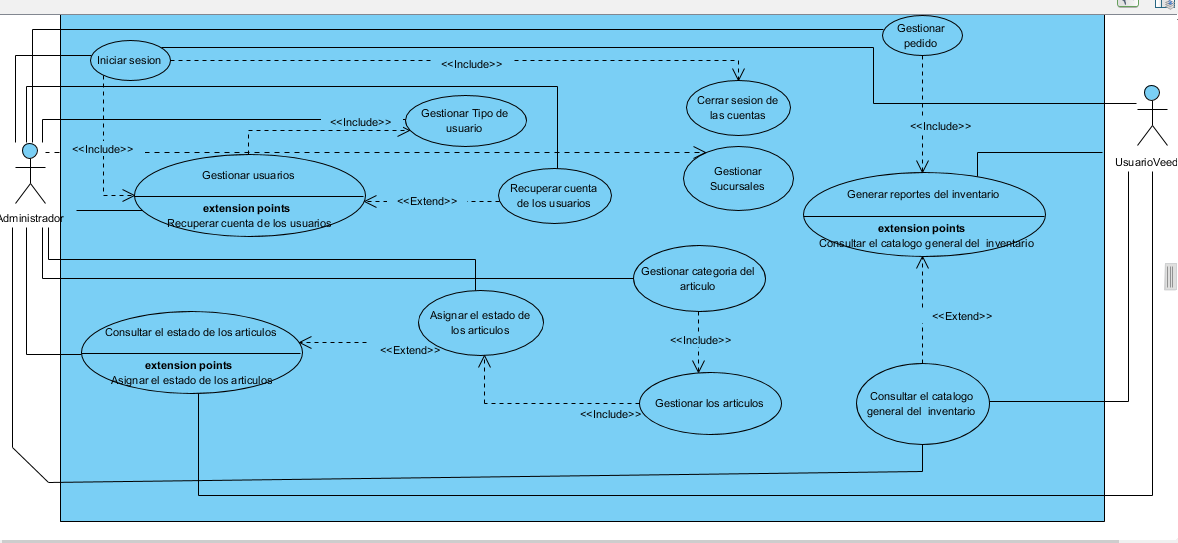 Gestionar
pedido
Iniciar sesion
<<Include>>
Cerrar sesion de
las cuentas
Gestionar Tipo de
usuario
<<Include>>
<<Include>>
<<Include>>
UsuarioVeed
Gestionar usuarios
extension points
Recuperar cuenta de los usuarios
<<Extend>>
Recuperar cuenta
de los usuarios
Gestionar
Sucursales
Generar reportes del inventario
extension points
Consultar el catalogo general del inventario
Administrador
Gestionar categoria del
articulo
Asignar el estado de
los articulos
<<Extend>>
Consultar el estado de los articulos
extension points
Asignar el estado de los articulos
<<Extend>>
<<Include>>
Gestionar los articulos
<<Include>>
Consultar el catalogo
general del inventario